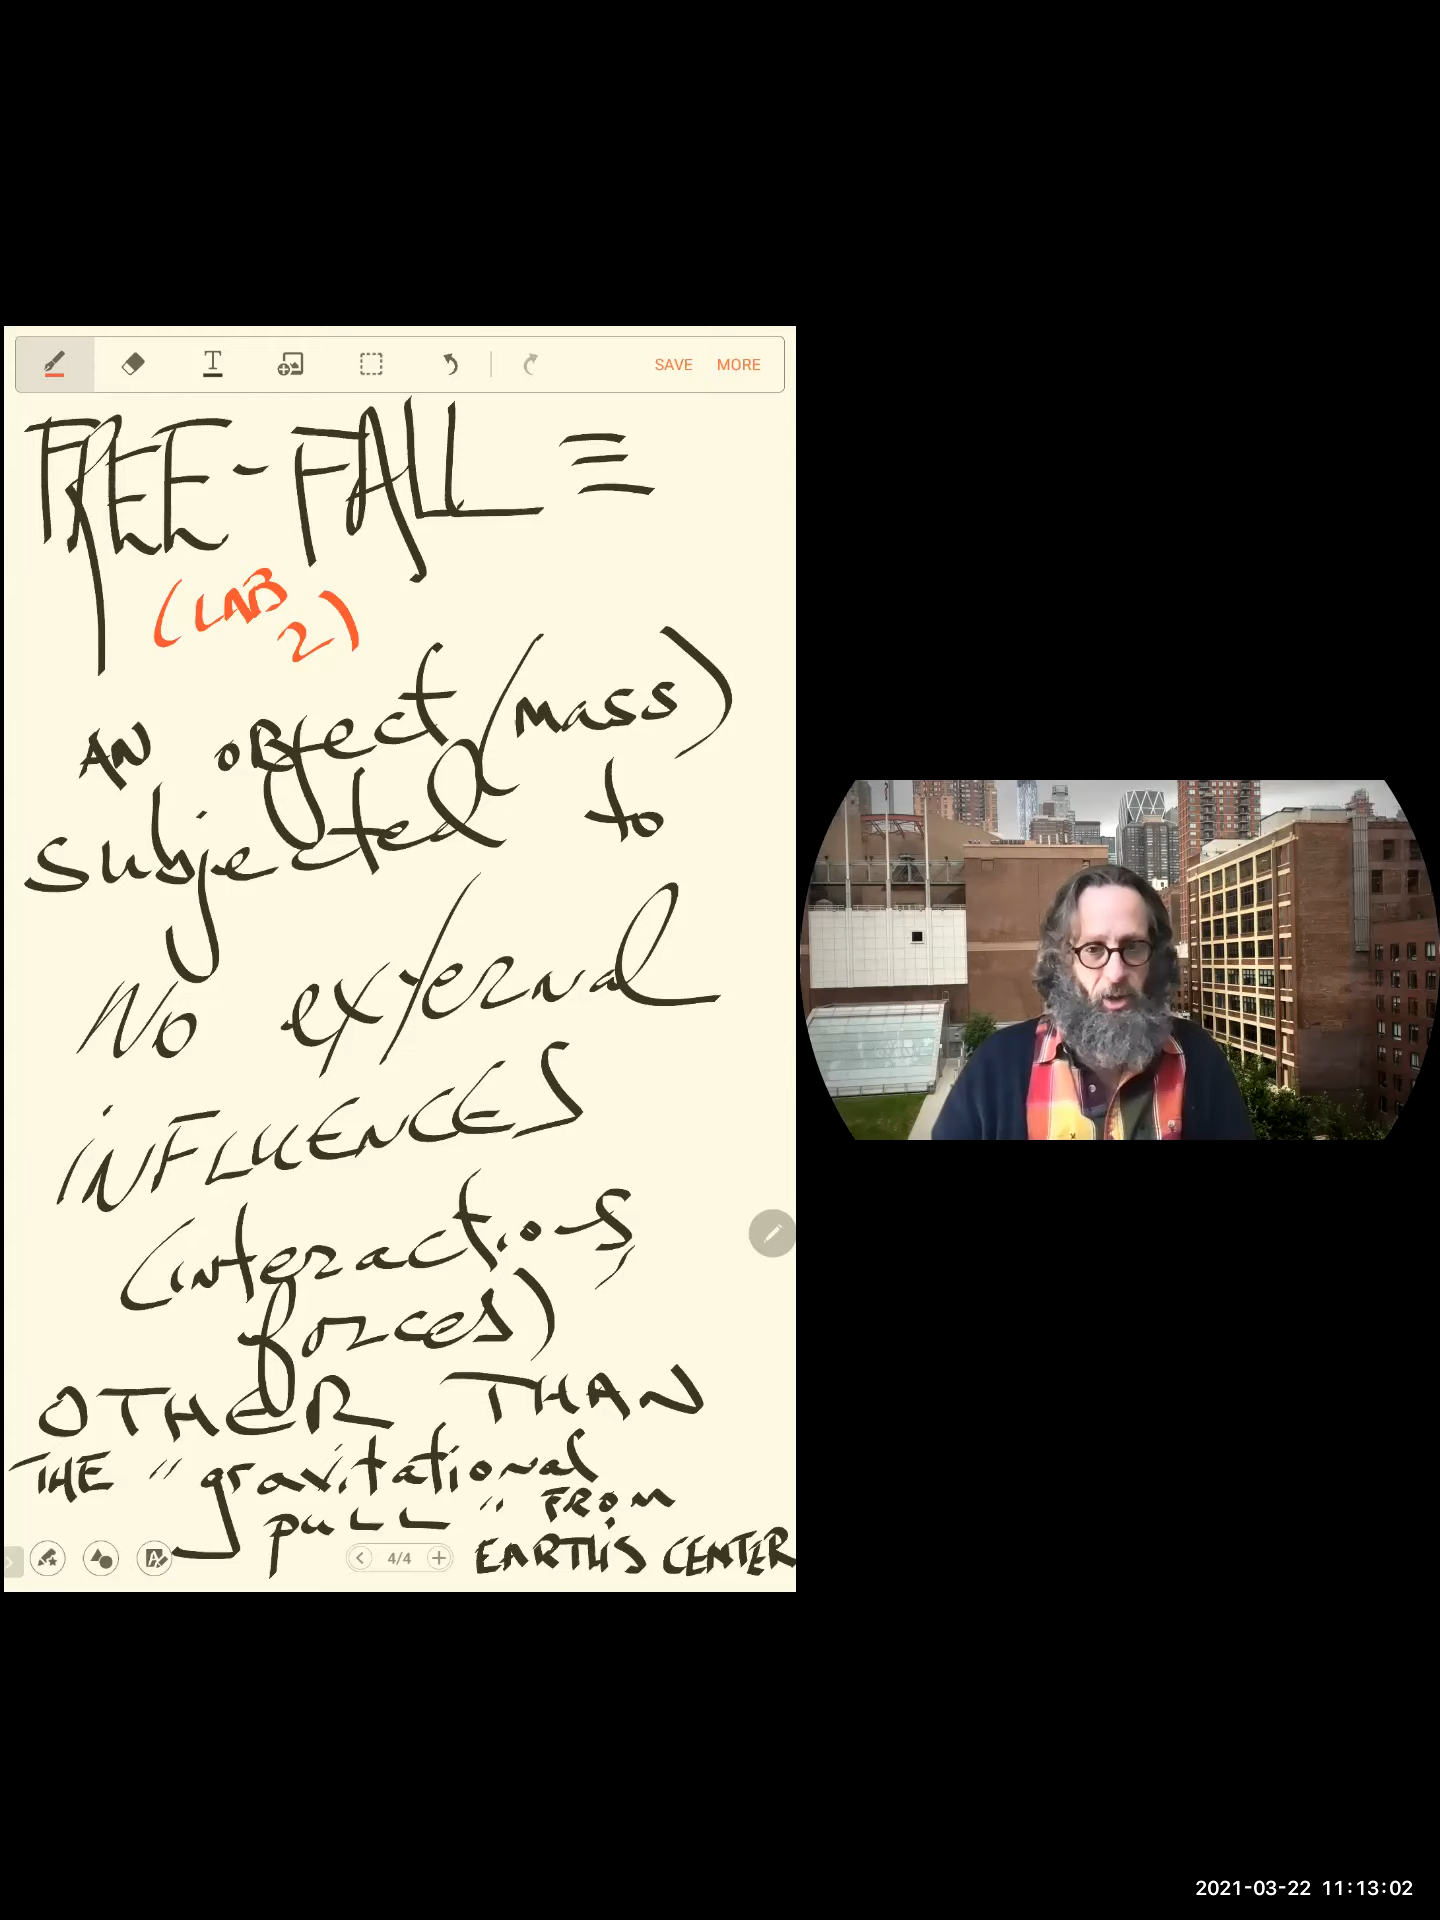 SAVE MORE
FREE-FALL ≡
(LAB 2)
AN OBject (mass)
subjected to
No external
iNFLUENCES
(interactions,
forces)
OTHER THAN
THE "gravitational
puLL" FROM
EARTH'S CENTER
4/4
2021-03-22 11:13:02